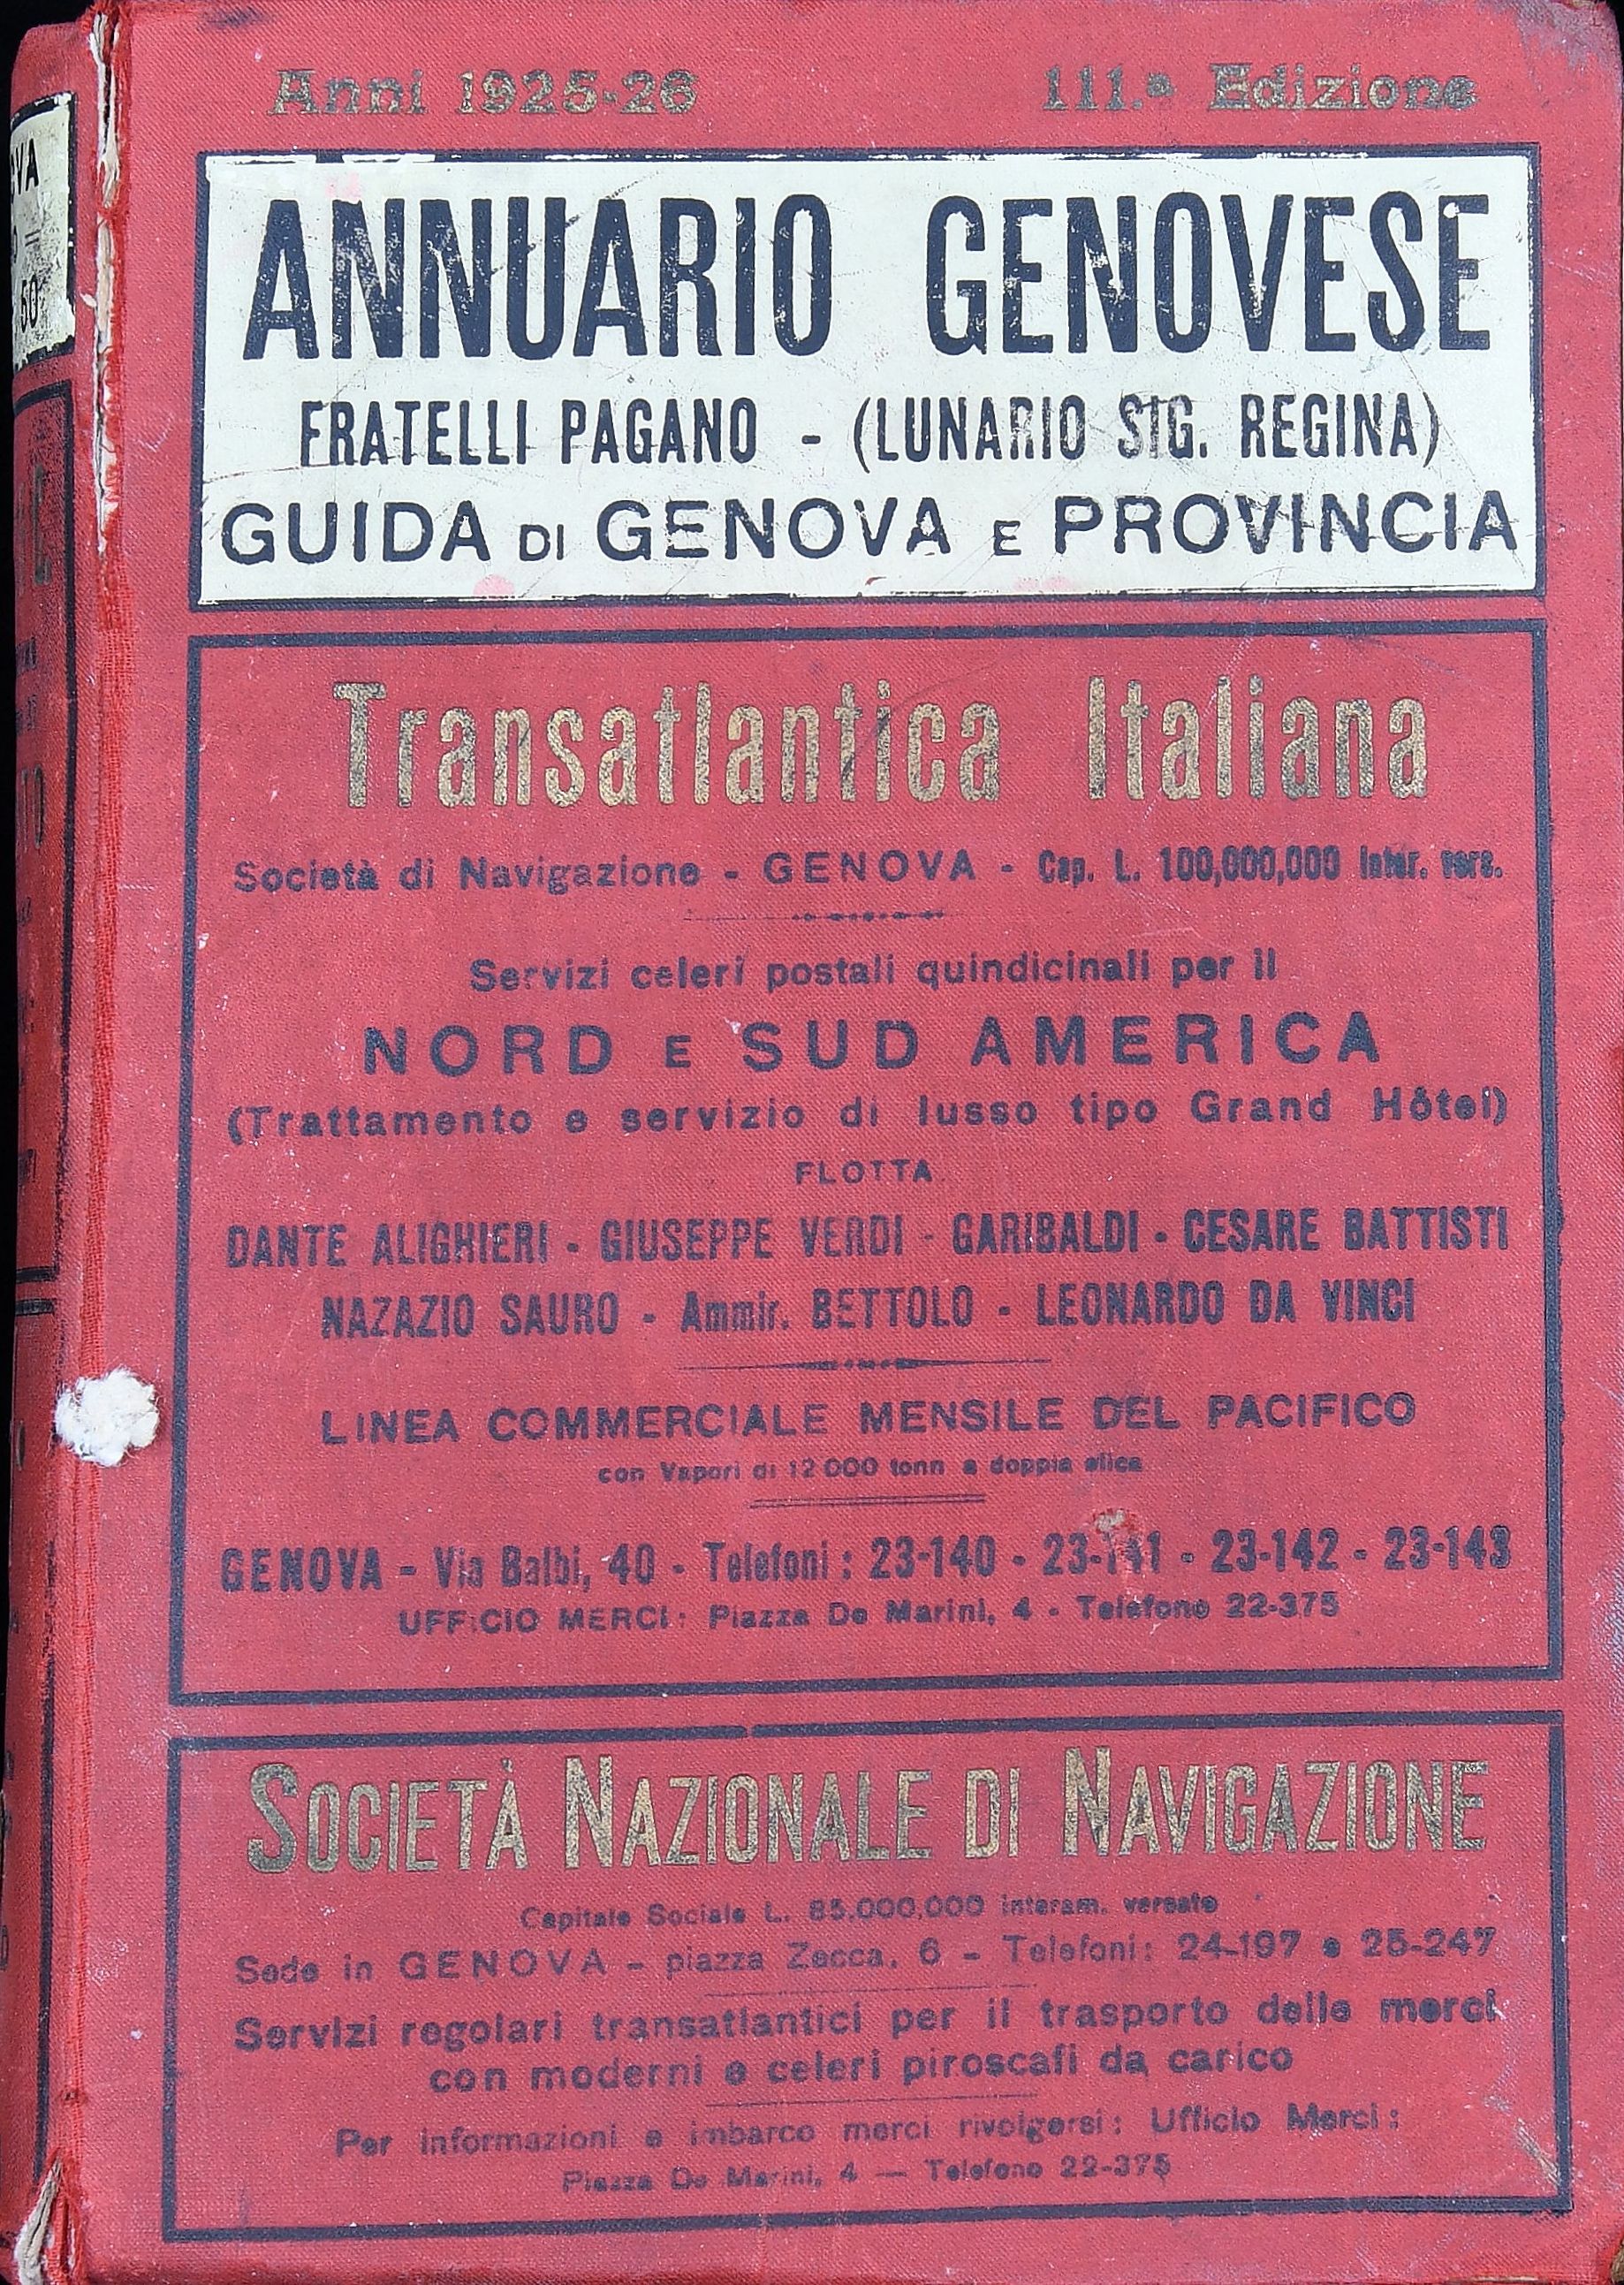 Anni 1925-26 111.a Edizione
ANNUARIO GENOVESE
FRATELLI PAGANO - (LUNARIO SIG. REGINA)
GUIDA DI GENOVA E PROVINCIA
Transatlantica Italiana
Società di Navigazione - GENOVA - Cap. L. 100,000,000 inter. vers.
Servizi celeri postali quindicinali per il
NORD E SUD AMERICA
(Trattamento e servizio di lusso tipo Grand Hôtel)
FLOTTA
DANTE ALIGHIERI - GIUSEPPE VERDI - GARIBALDI - CESARE BATTISTI
NAZAZIO SAURO - Ammir. BETTOLO - LEONARDO DA VINCI
LINEA COMMERCIALE MENSILE DEL PACIFICO
con Vapori di 12 000 tonn a doppia elica
GENOVA - Via Balbi, 40 - Telefoni : 23-140 - 23-141 - 23-142 - 23-143
UFFICIO MERCI : Piazza De Marini, 4 - Telefono 22-375
SOCIETÀ NAZIONALE DI NAVIGAZIONE
Capitale Sociale L. 85.000,000 interam. versato
Sede in GENOVA - piazza Zecca, 6 - Telefoni : 24-197 e 25-247
Servizi regolari transatlantici per il trasporto delle merci
con moderni e celeri piroscafi da carico
Per informazioni e imbarco merci rivolgersi : Ufficio Merci :
Piazza De Marini, 4 — Telefono 22-375